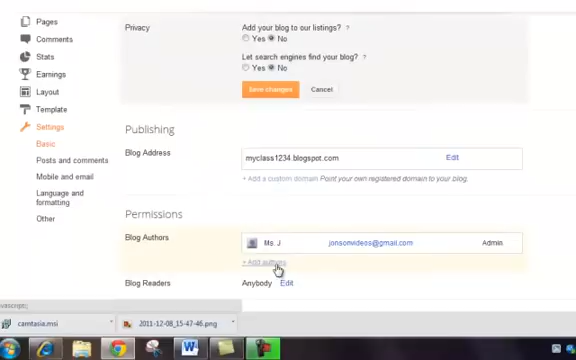 Pages
Comments
Stats
Earnings
Layout
Template
Settings
Basic
Posts and comments
Mobile and email
Language and
formatting
Other
Privacy
Add your blog to our listings? ?
Yes No
Let search engines find your blog? ?
Yes No
Save changes Cancel
Publishing
Blog Address
myclass1234.blogspot.com Edit
+ Add a custom domain Point your own registered domain to your blog.
Permissions
Blog Authors
Ms. J jonsonvideos@gmail.com Admin
+ Add authors
Blog Readers Anybody Edit
camtasia.msi 2011-12-08_15-47-46.png